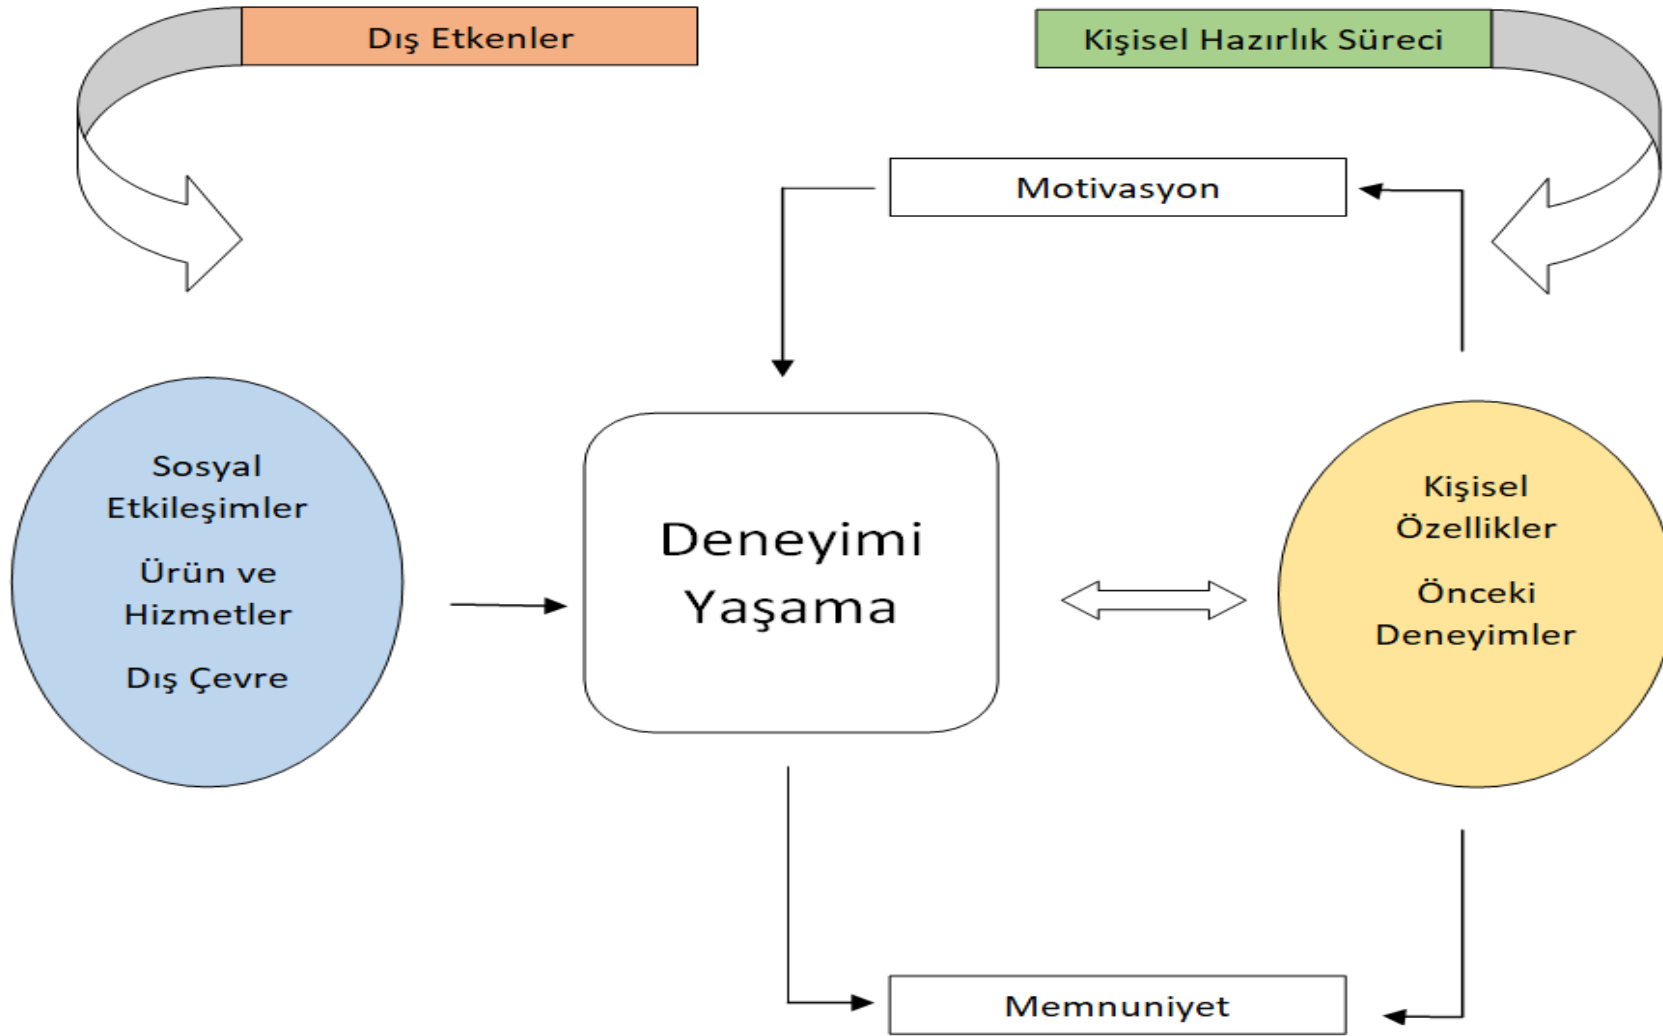 Dış Etkenler
Kişisel Hazırlık Süreci
Motivasyon
Sosyal
Etkileşimler
Ürün ve
Hizmetler
Dış Çevre
Deneyimi
Yaşama
Kişisel
Özellikler
Önceki
Deneyimler
Memnuniyet